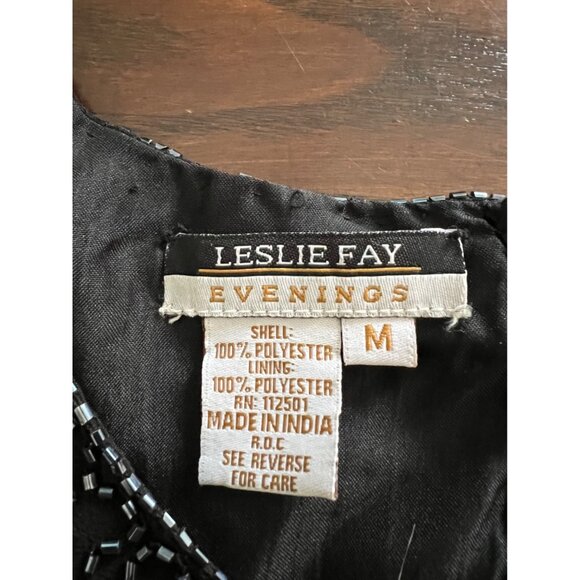 LESLIE FAY
EVENINGS
M
SHELL:
100% POLYESTER
LINING:
100% POLYESTER
RN: 112501
MADE IN INDIA
R.O.C
SEE REVERSE
FOR CARE